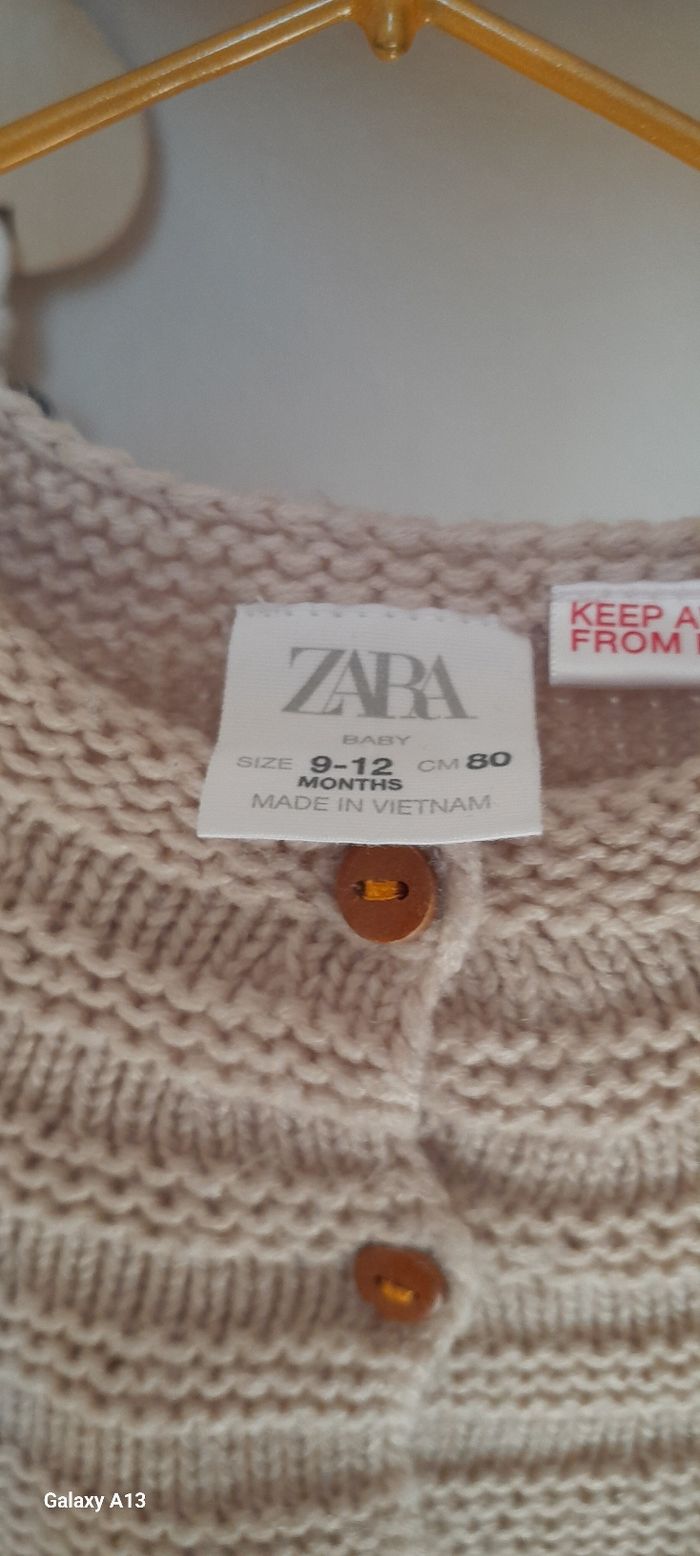 ZARA
BABY
SIZE 9-12 CM 80
MONTHS
MADE IN VIETNAM
KEEP A
FROM
Galaxy A13